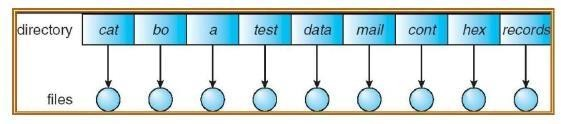 directory cat bo a test data mail cont hex records
files